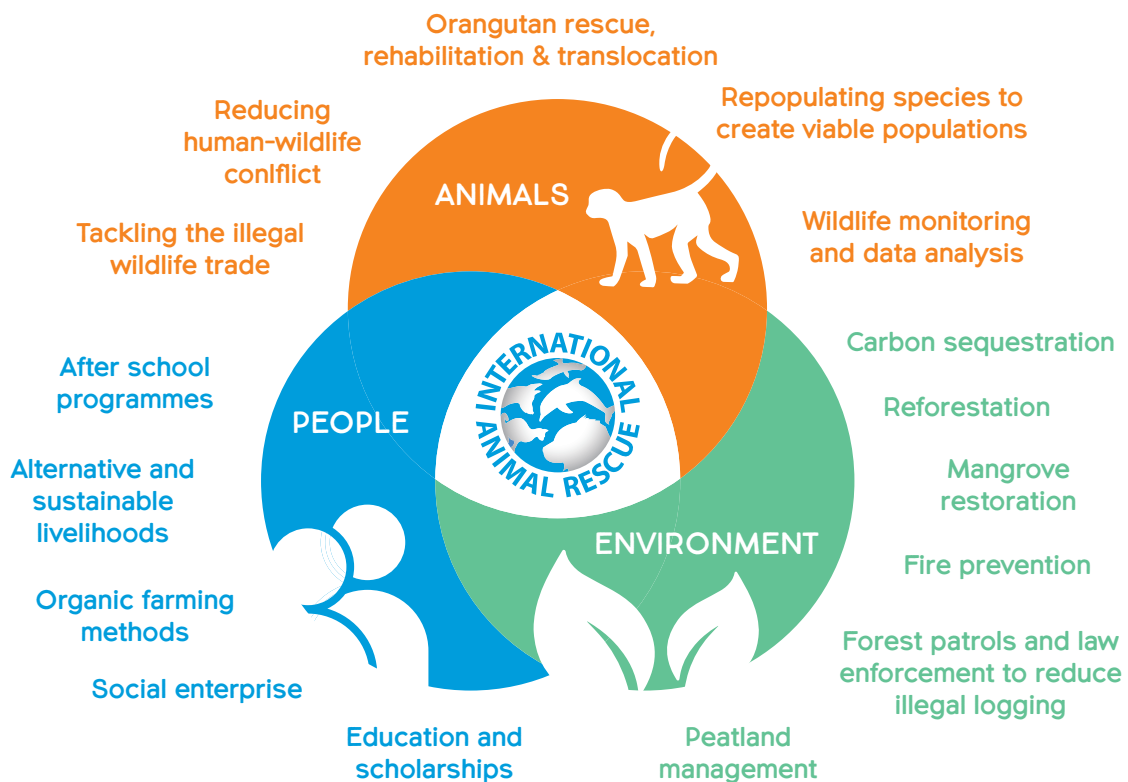 Orangutan rescue,
rehabilitation & translocation
Reducing
human-wildlife
conlflict
Repopulating species to
create viable populations
ANIMALS
Tackling the illegal
wildlife trade
Wildlife monitoring
and data analysis
After school
programmes
PEOPLE
Alternative and
sustainable
livelihoods
Organic farming
methods
Social enterprise
Education and
scholarships
INTERNATIONAL
ANIMAL RESCUE
Carbon sequestration
Reforestation
Mangrove
restoration
ENVIRONMENT
Fire prevention
Forest patrols and law
enforcement to reduce
illegal logging
Peatland
management